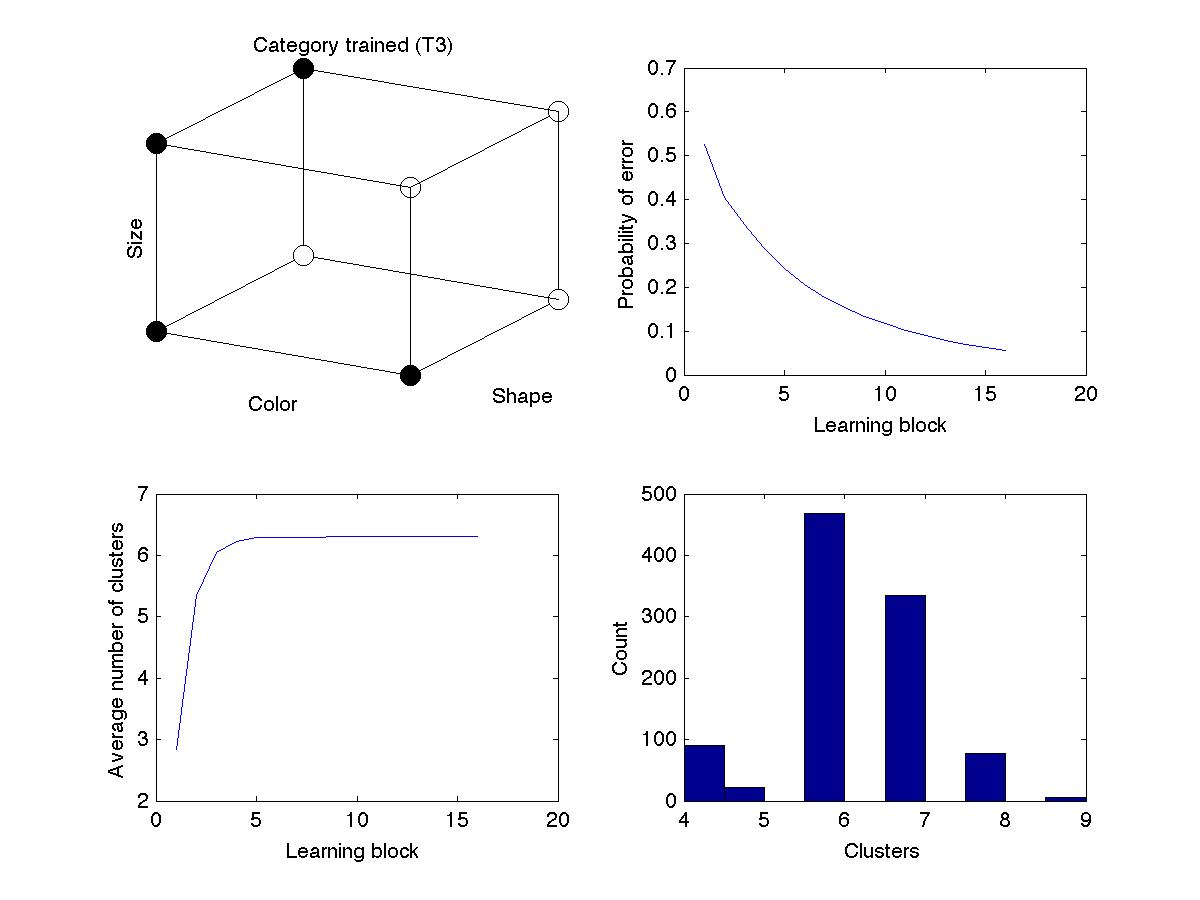 Category trained (T3)
Size
Color
Shape
0.7
0.6
0.5
0.4
0.3
0.2
0.1
0
Probability of error
0 5 10 15 20
Learning block
7
6
5
4
3
2
Average number of clusters
0 5 10 15 20
Learning block
500
400
300
200
100
0
Count
4 5 6 7 8 9
Clusters